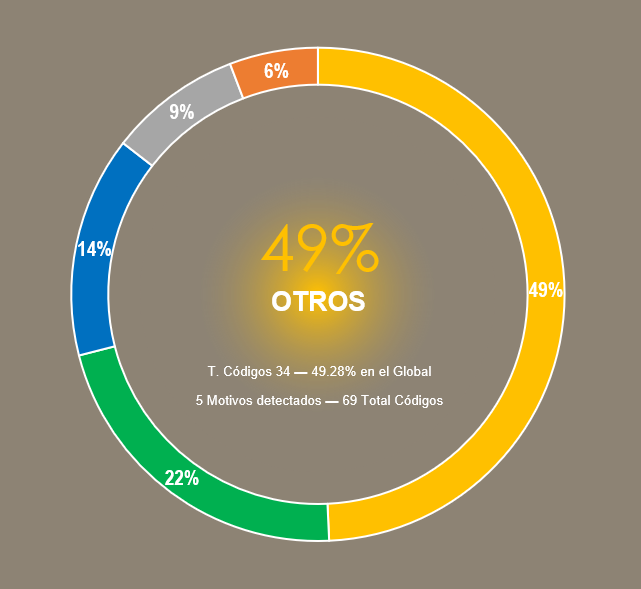 6%
9%
49%
14%
OTROS
49%
T. Códigos 34 — 49.28% en el Global
5 Motivos detectados — 69 Total Códigos
22%